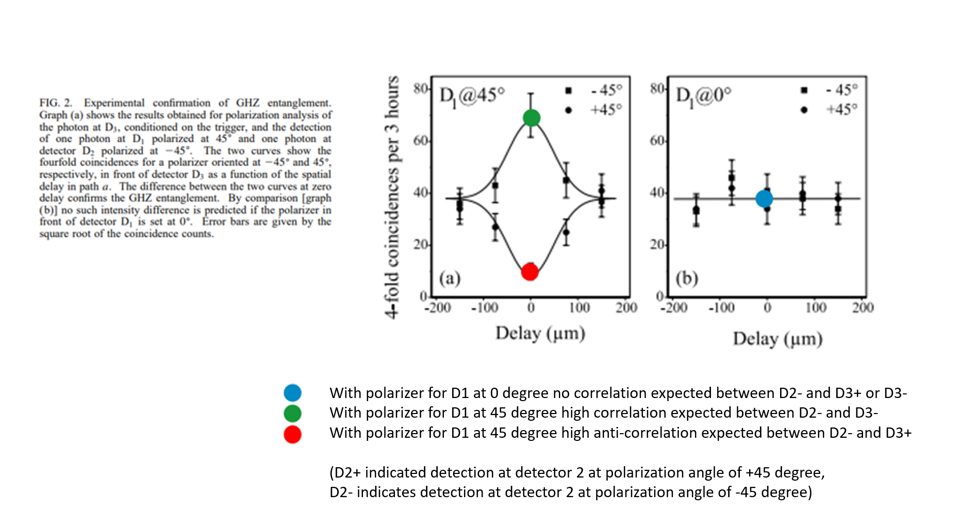 FIG. 2. Experimental confirmation of GHZ entanglement.
Graph (a) shows the results obtained for polarization analysis of
the photon at D₃, conditioned on the trigger, and the detection
of one photon at D₁ polarized at 45° and one photon at
detector D₂ polarized at −45°. The two curves show the
fourfold coincidences for a polarizer oriented at −45° and 45°,
respectively, in front of detector D₃ as a function of the spatial
delay in path a. The difference between the two curves at zero
delay confirms the GHZ entanglement. By comparison [graph
(b)] no such intensity difference is predicted if the polarizer in
front of detector D₁ is set at 0°. Error bars are given by the
square root of the coincidence counts.
4-fold coincidences per 3 hours
80
60
40
20
0
D₁@45°
- 45°
+45°
(a)
-200 -100 0 100 200
Delay (µm)
80
60
40
20
0
D₁@0°
- 45°
+45°
(b)
-200 -100 0 100 200
Delay (µm)
With polarizer for D1 at 0 degree no correlation expected between D2- and D3+ or D3-
With polarizer for D1 at 45 degree high correlation expected between D2- and D3-
With polarizer for D1 at 45 degree high anti-correlation expected between D2- and D3+
(D2+ indicated detection at detector 2 at polarization angle of +45 degree,
D2- indicates detection at detector 2 at polarization angle of -45 degree)